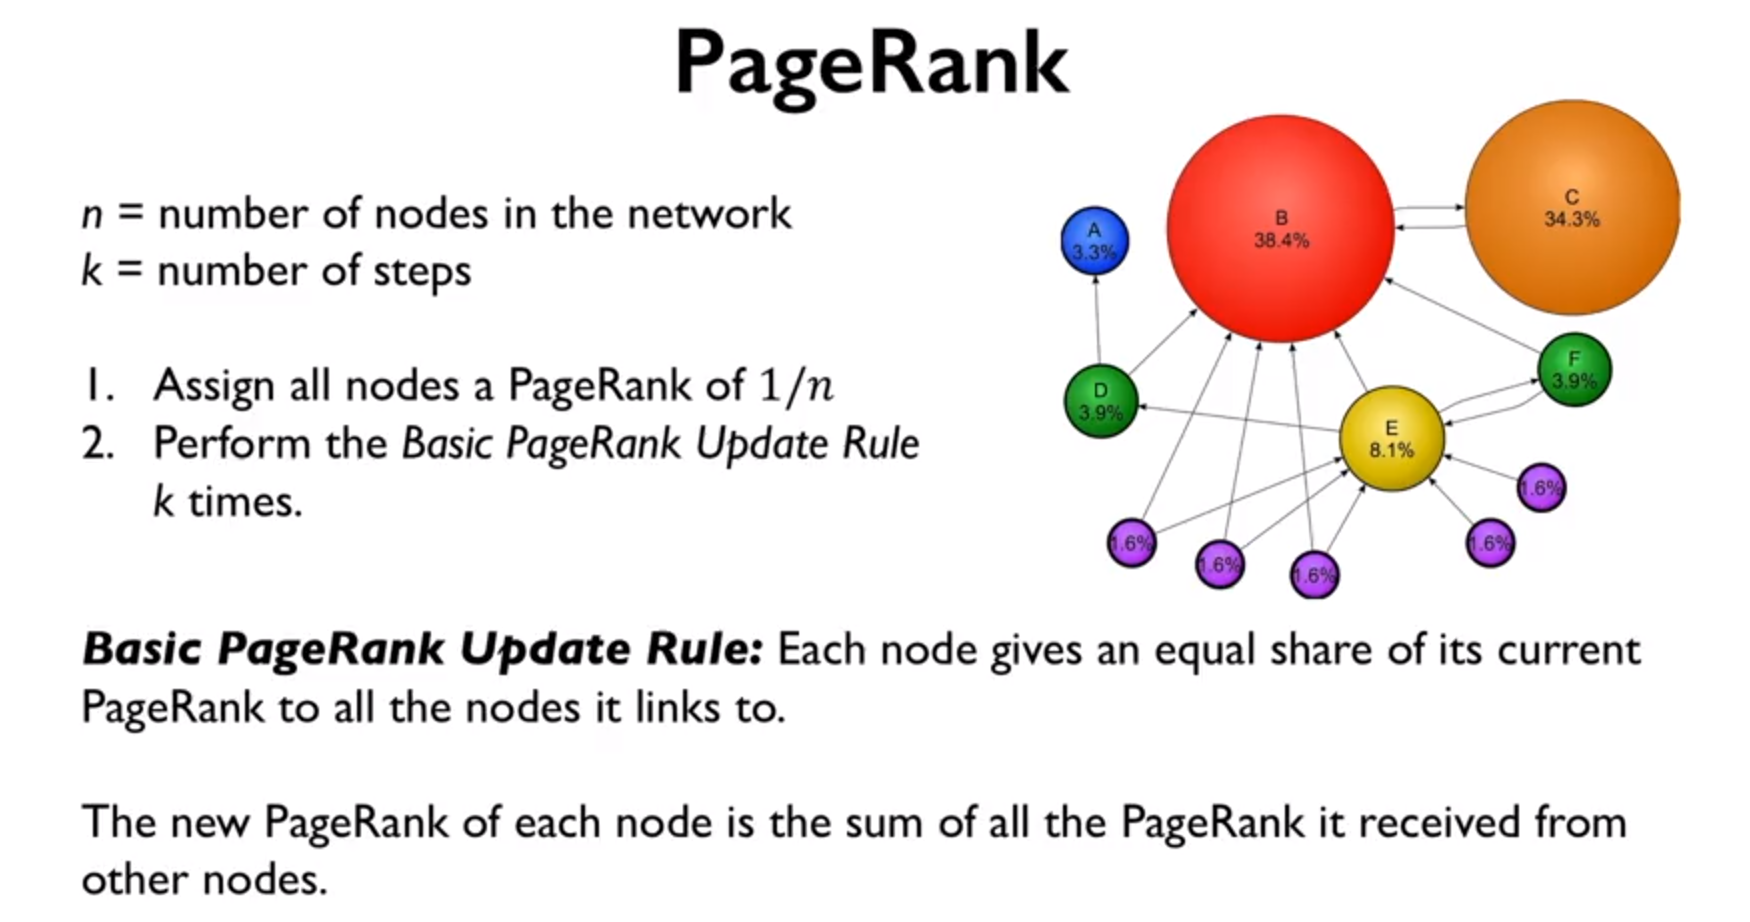 PageRank
n = number of nodes in the network
k = number of steps
1. Assign all nodes a PageRank of 1/n
2. Perform the Basic PageRank Update Rule
k times.
A
3.3%
B
38.4%
C
34.3%
D
3.9%
E
8.1%
F
3.9%
1.6%
1.6%
1.6%
1.6%
1.6%
Basic PageRank Update Rule: Each node gives an equal share of its current
PageRank to all the nodes it links to.
The new PageRank of each node is the sum of all the PageRank it received from
other nodes.